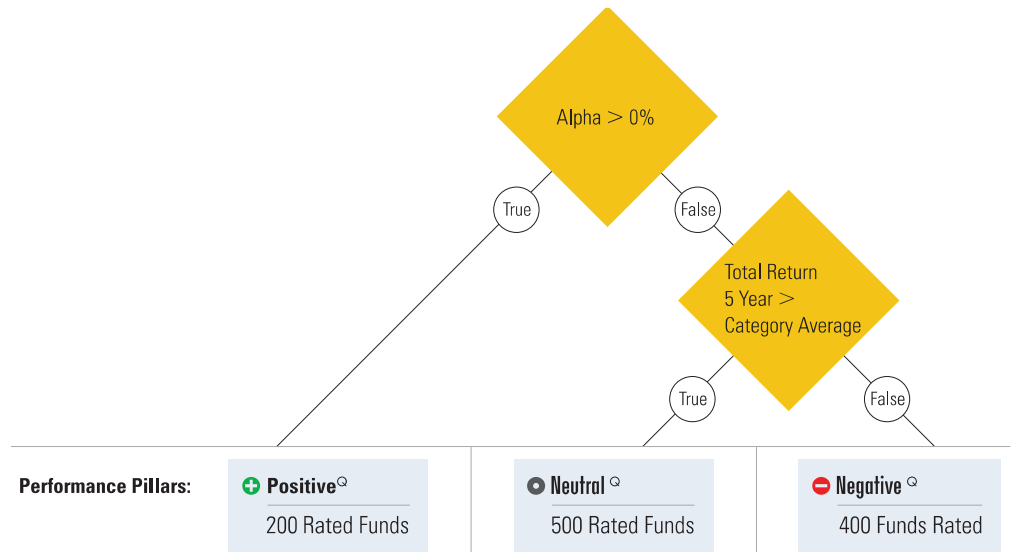 Alpha > 0%
True
False
Total Return
5 Year >
Category Average
True
False
Performance Pillars:
Positive Q
Neutral Q
Negative Q
200 Rated Funds
500 Rated Funds
400 Funds Rated